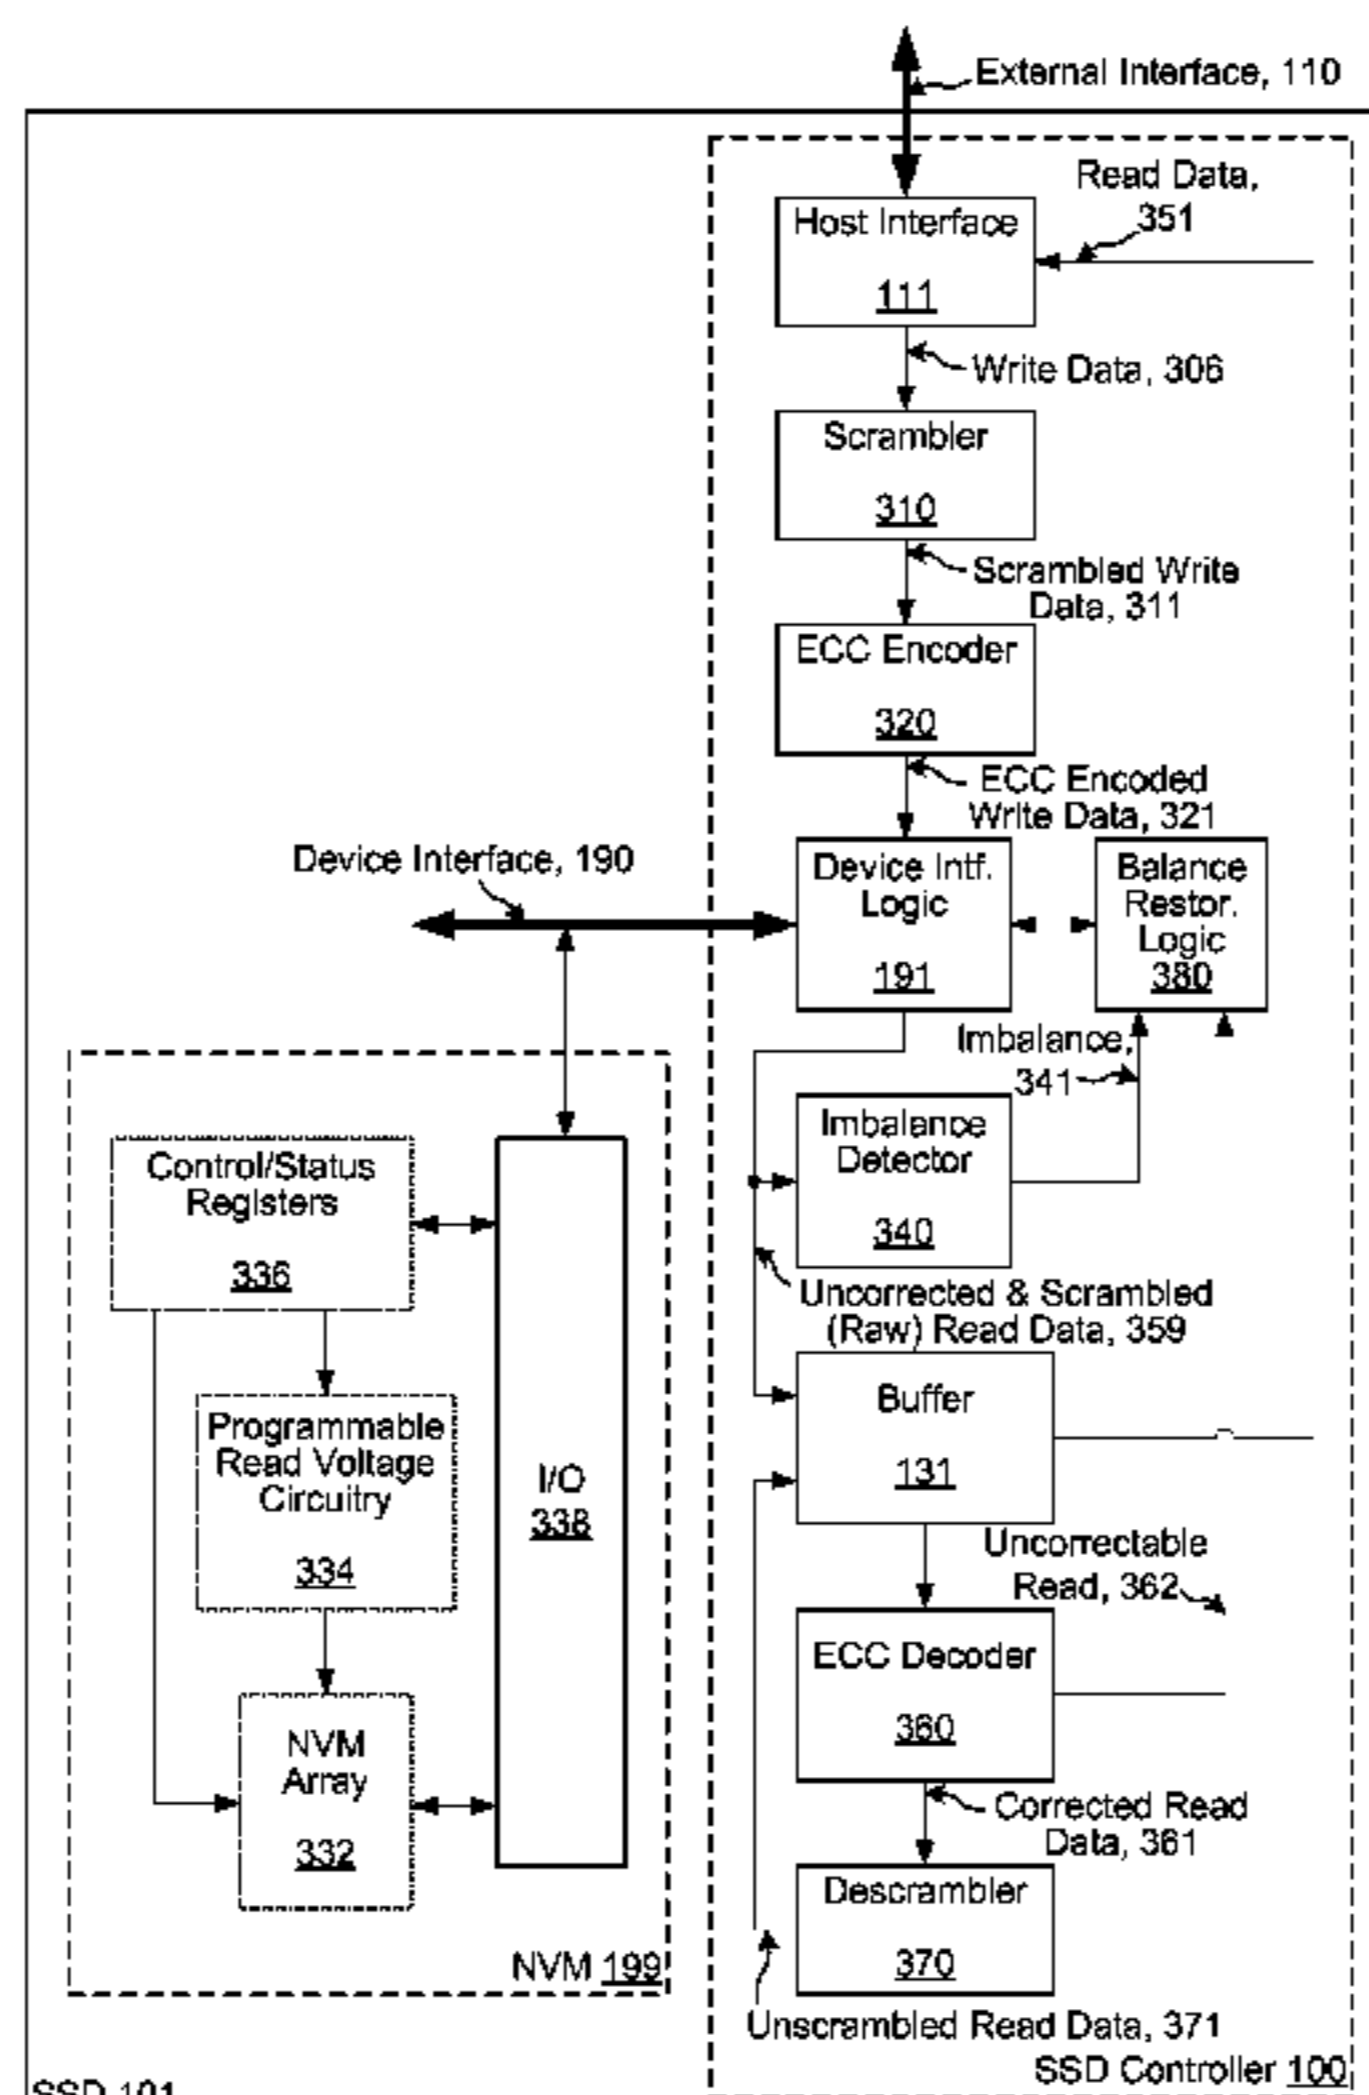 External Interface, 110
Read Data,
351
Host Interface
111
Write Data, 306
Scrambler
310
Scrambled Write
Data, 311
ECC Encoder
320
ECC Encoded
Write Data, 321
Device Interface, 190
Device Intf.
Logic
191
Balance
Restor.
Logic
380
Imbalance,
341
Imbalance
Detector
340
Uncorrected & Scrambled
(Raw) Read Data, 359
Control/Status
Registers
336
Programmable
Read Voltage
Circuitry
334
I/O
338
NVM
Array
332
NVM 199
Buffer
131
Uncorrectable
Read, 362
ECC Decoder
360
Corrected Read
Data, 361
Descrambler
370
Unscrambled Read Data, 371
SSD Controller 100
SSD 101